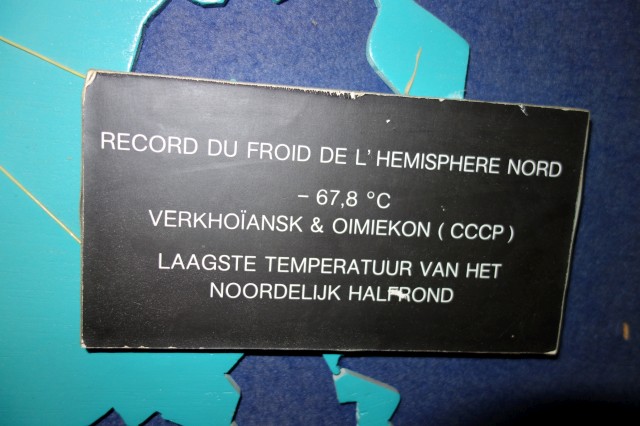 RECORD DU FROID DE L'HEMISPHERE NORD
– 67,8 °C
VERKHOÏANSK & OIMIEKON ( CCCP )
LAAGSTE TEMPERATUUR VAN HET
NOORDELIJK HALFROND